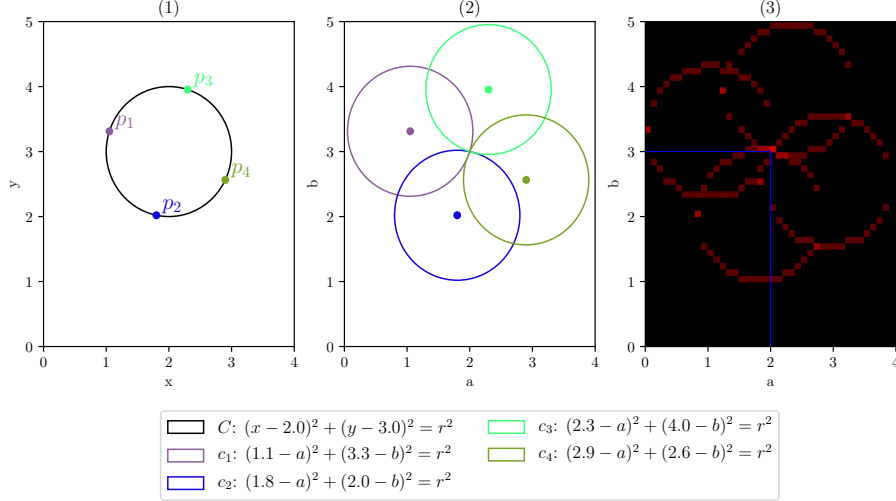 (1)
(2)
(3)
5
4
3
2
1
0
y
p₁
p₂
p₃
p₄
0
1
2
3
4
x
5
4
3
2
1
0
b
0
1
2
3
4
a
5
4
3
2
1
0
b
0
1
2
3
4
a
C: (x − 2.0)² + (y − 3.0)² = r²
c₁: (1.1 − a)² + (3.3 − b)² = r²
c₂: (1.8 − a)² + (2.0 − b)² = r²
c₃: (2.3 − a)² + (4.0 − b)² = r²
c₄: (2.9 − a)² + (2.6 − b)² = r²